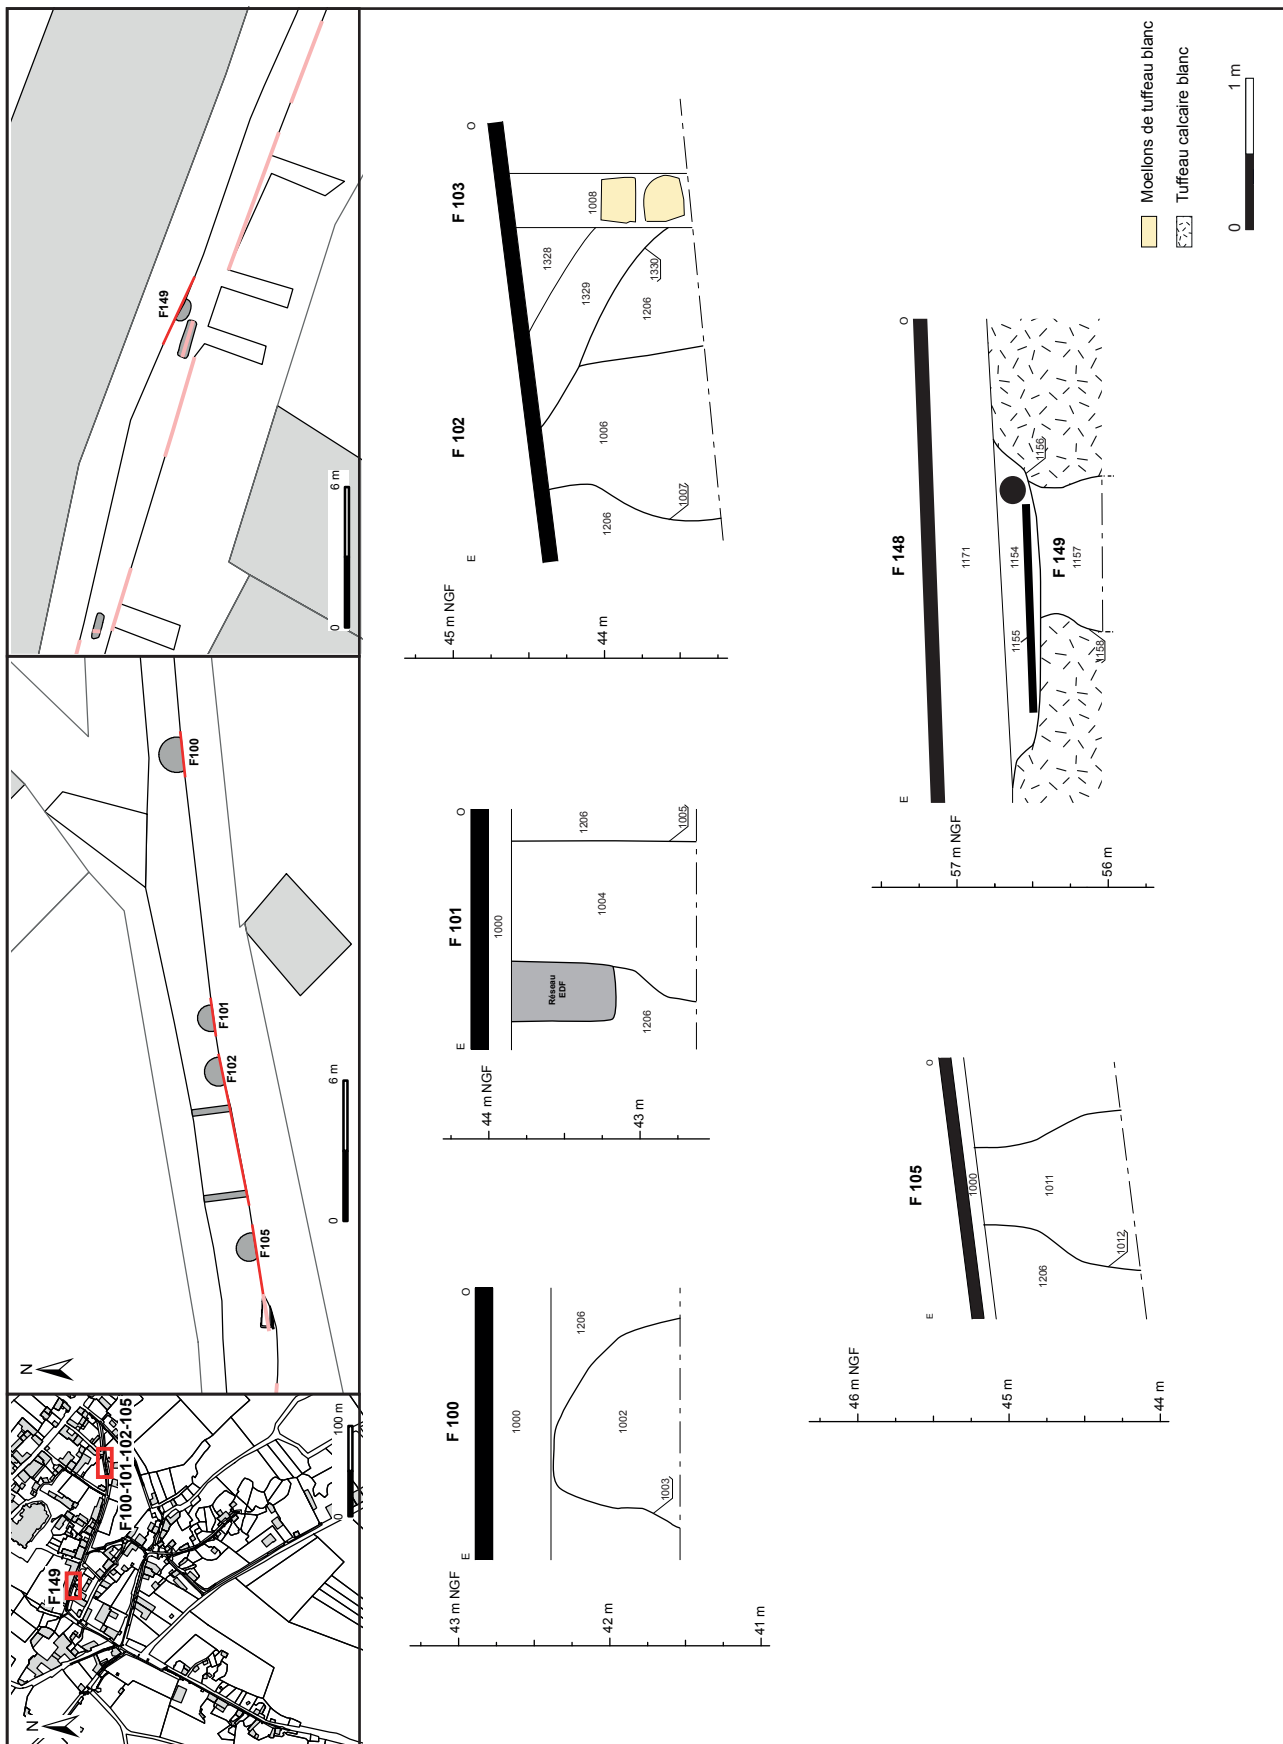 N
F149
F100-101-102-105
0
100 m
N
F105
F102
F101
F100
0
6 m
F149
0
6 m
43 m NGF
42 m
41 m
F 100
E
O
1000
1206
1002
1003
44 m NGF
43 m
F 101
E
O
1000
Réseau
EDF
1004
1206
1206
1005
45 m NGF
44 m
F 102
F 103
E
O
1206
1007
1006
1328
1329
1330
1206
1008
46 m NGF
45 m
44 m
F 105
E
O
1000
1206
1011
1012
57 m NGF
56 m
F 148
E
O
1171
1155
1154
1156
F 149
1157
1158
Moellons de tuffeau blanc
Tuffeau calcaire blanc
0
1 m